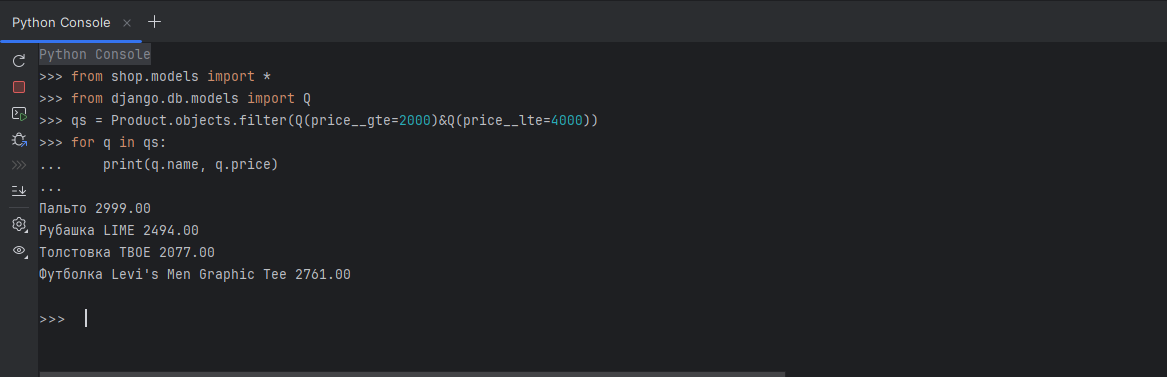 Python Console
Python Console
>>> from shop.models import *
>>> from django.db.models import Q
>>> qs = Product.objects.filter(Q(price__gte=2000)&Q(price__lte=4000))
>>> for q in qs:
...     print(q.name, q.price)
...
Пальто 2999.00
Рубашка LIME 2494.00
Толстовка ТВОЕ 2077.00
Футболка Levi's Men Graphic Tee 2761.00
>>>